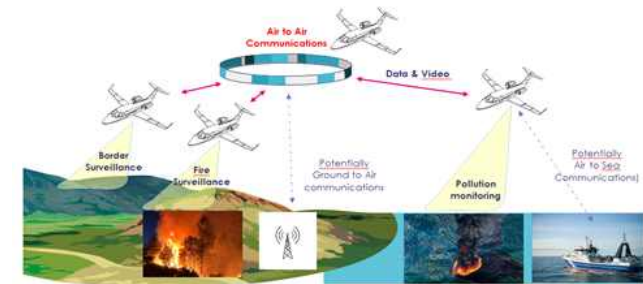 Air to Air
Communications
Data & Video
Border
Surveillance
Fire
Surveillance
Potentially
Ground to Air
communications
Pollution
monitoring
Potentially
Air to Sea
Communications)